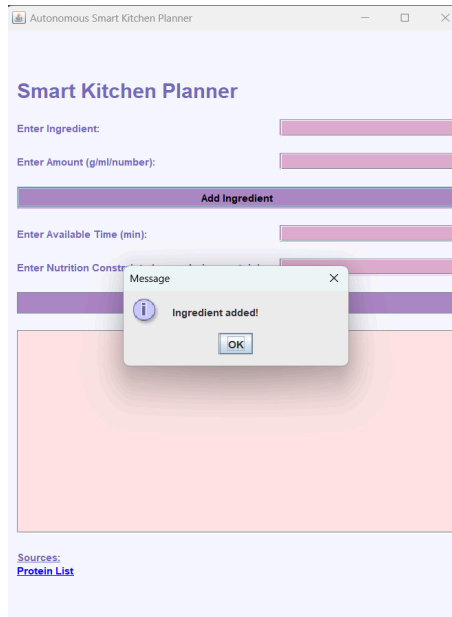 Autonomous Smart Kitchen Planner
Smart Kitchen Planner
Enter Ingredient:
Enter Amount (g/ml/number):
Add Ingredient
Enter Available Time (min):
Enter Nutrition
Message
Ingredient added!
OK
Sources:
Protein List